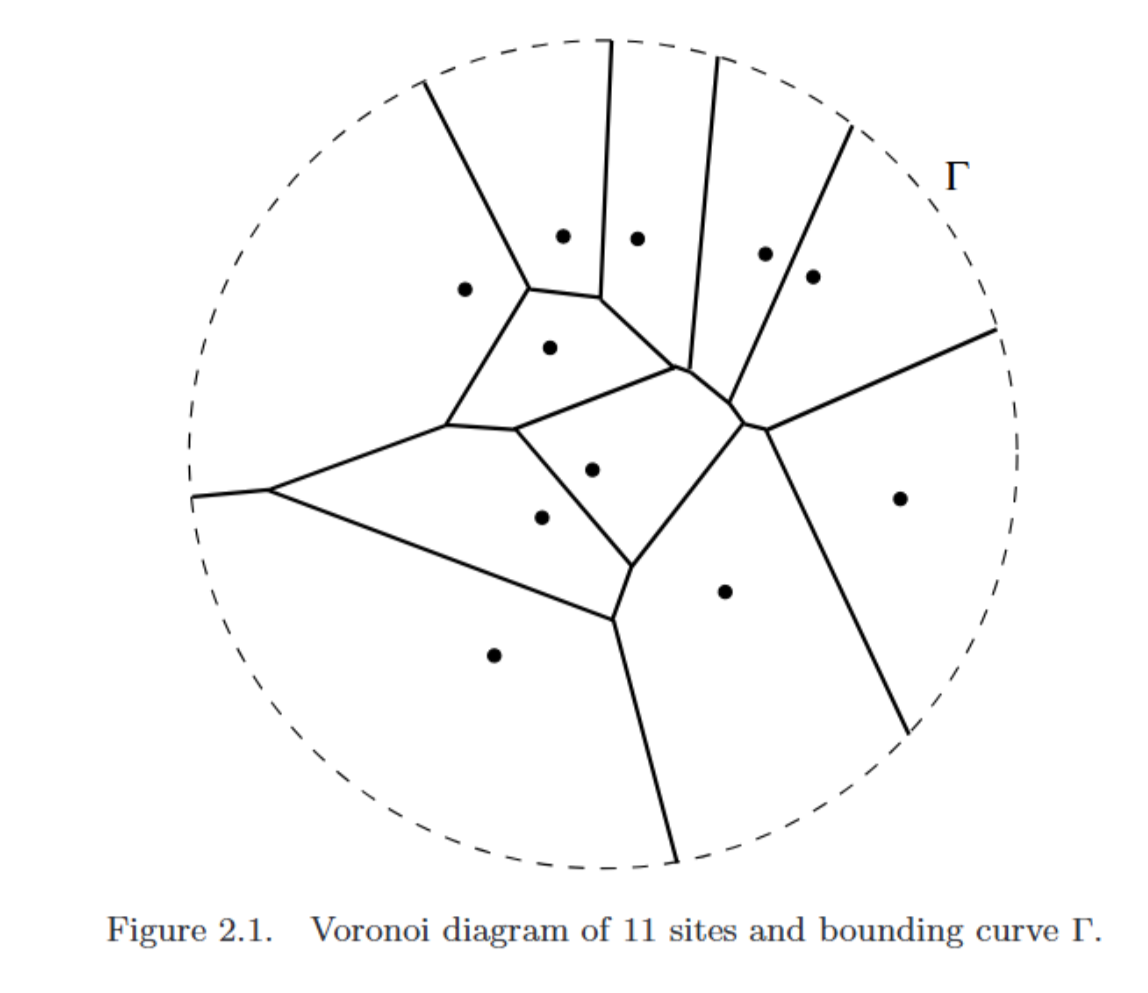 Γ
Figure 2.1. Voronoi diagram of 11 sites and bounding curve Γ.